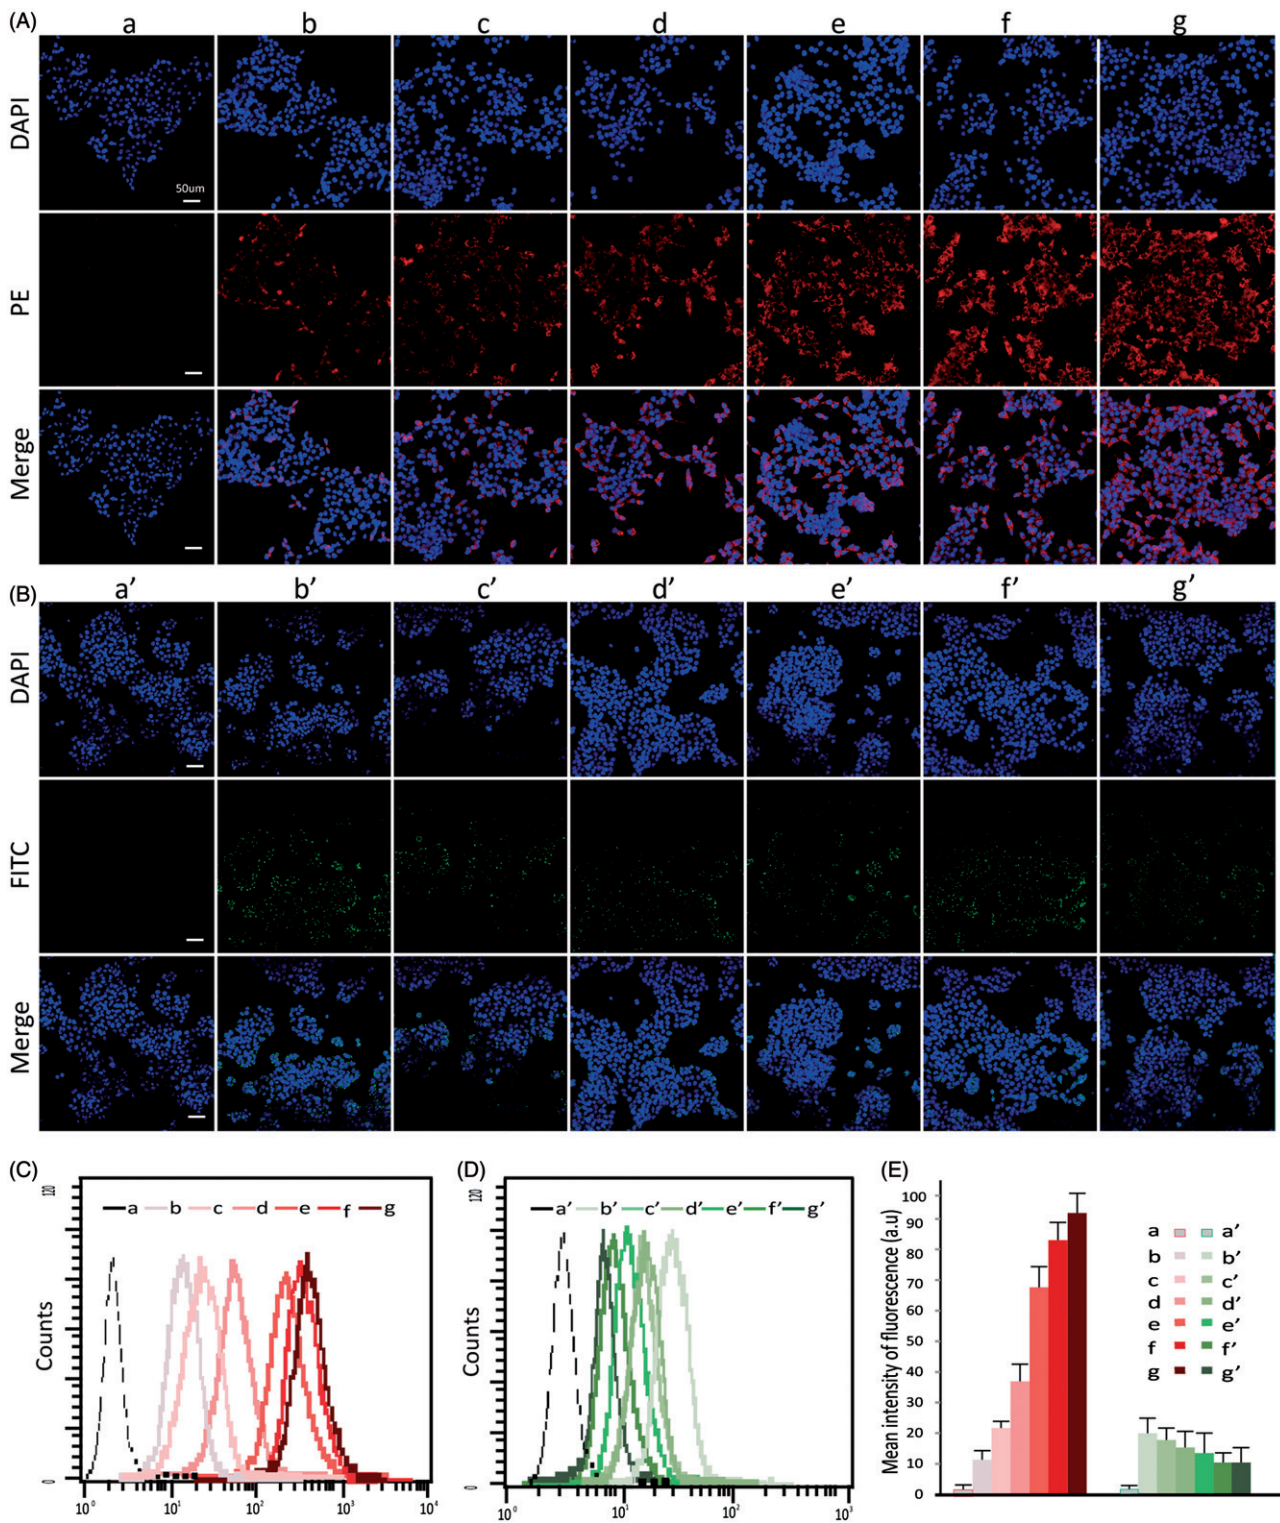 (A) a b c d e f g
DAPI
50um
PE
Merge
(B) a’ b’ c’ d’ e’ f’ g’
DAPI
FITC
Merge
(C)
120
a b c d e f g
Counts
0
10⁰ 10¹ 10² 10³ 10⁴
(D)
120
a’ b’ c’ d’ e’ f’ g’
Counts
0
10⁰ 10¹ 10² 10³
(E)
Mean intensity of fluorescence (a.u)
100
90
80
70
60
50
40
30
20
10
0
a a’
b b’
c c’
d d’
e e’
f f’
g g’